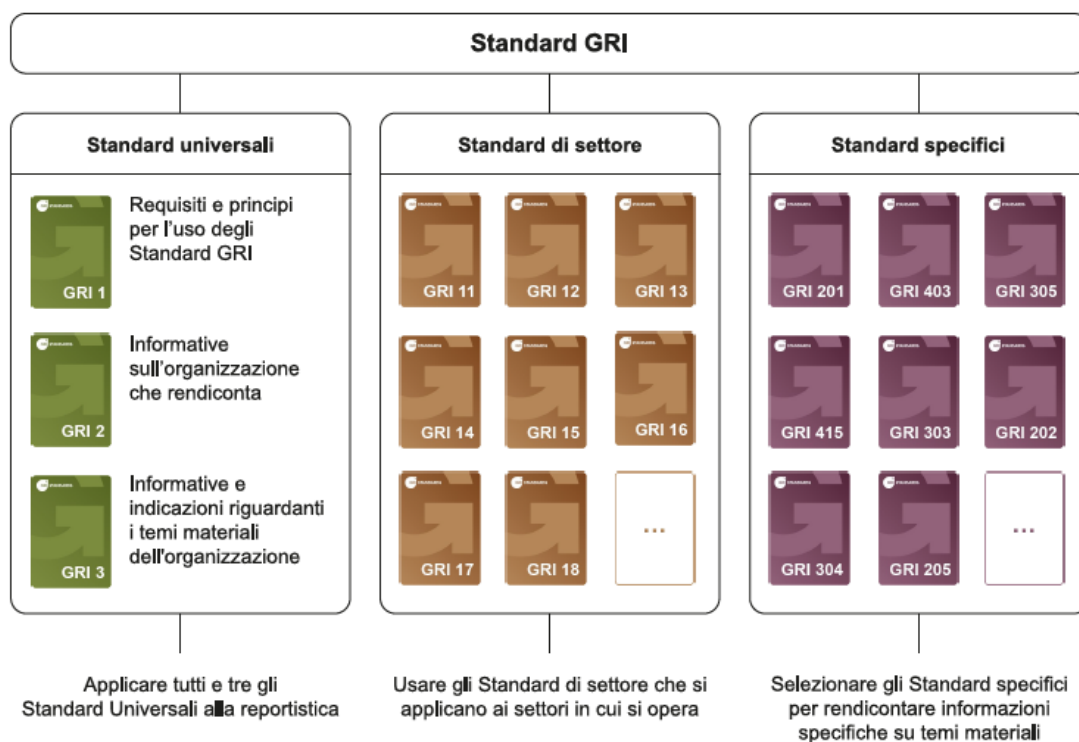 Standard GRI
Standard universali
GRI 1
Requisiti e principi
per l'uso degli
Standard GRI
GRI 2
Informative
sull'organizzazione
che rendiconta
GRI 3
Informative e
indicazioni riguardanti
i temi materiali
dell'organizzazione
Applicare tutti e tre gli
Standard Universali alla reportistica
Standard di settore
GRI 11
GRI 12
GRI 13
GRI 14
GRI 15
GRI 16
GRI 17
GRI 18
...
Usare gli Standard di settore che si
applicano ai settori in cui si opera
Standard specifici
GRI 201
GRI 403
GRI 305
GRI 415
GRI 303
GRI 202
GRI 304
GRI 205
...
Selezionare gli Standard specifici
per rendicontare informazioni
specifiche su temi materiali